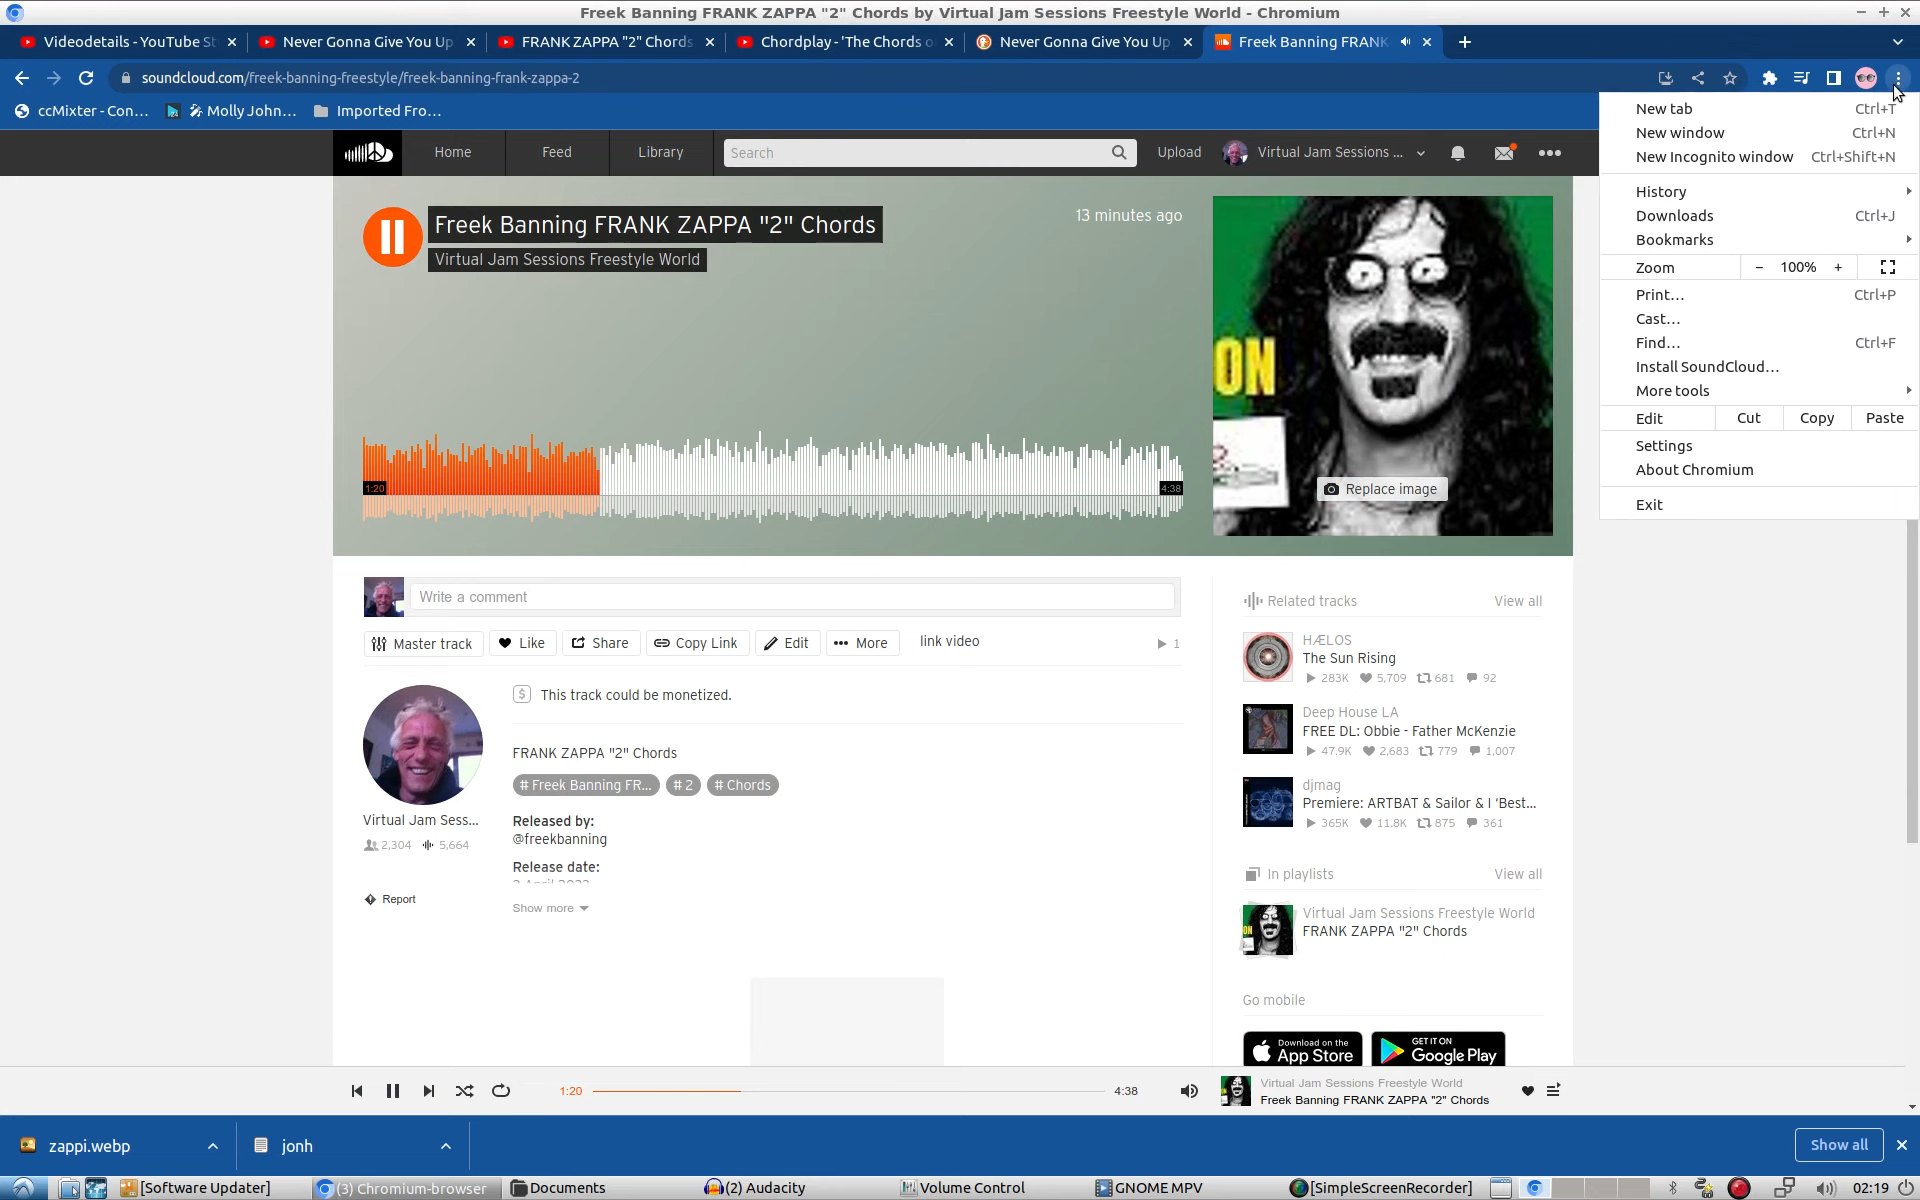 Freek Banning FRANK ZAPPA "2" Chords by Virtual Jam Sessions Freestyle World - Chromium
Videodetails - YouTube St
Never Gonna Give You Up
FRANK ZAPPA "2" Chords
Chordplay - 'The Chords o
Never Gonna Give You Up
Freek Banning FRANK
soundcloud.com/freek-banning-freestyle/freek-banning-frank-zappa-2
ccMixter - Con...
Molly John...
Imported Fro...
New tab Ctrl+T
New window Ctrl+N
New Incognito window Ctrl+Shift+N
History
Downloads Ctrl+J
Bookmarks
Zoom - 100% +
Print... Ctrl+P
Cast...
Find... Ctrl+F
Install SoundCloud...
More tools
Edit Cut Copy Paste
Settings
About Chromium
Exit
Home Feed Library Search Upload Virtual Jam Sessions ...
Freek Banning FRANK ZAPPA "2" Chords
Virtual Jam Sessions Freestyle World
13 minutes ago
ON
1:20
4:38
Replace image
Write a comment
Master track Like Share Copy Link Edit More link video
1
This track could be monetized.
FRANK ZAPPA "2" Chords
# Freek Banning FR... # 2 # Chords
Released by:
@freekbanning
Release date:
Show more
Virtual Jam Sess...
2,304 5,664
Report
Related tracks View all
HÆLOS
The Sun Rising
283K 5,709 681 92
Deep House LA
FREE DL: Obbie - Father McKenzie
47.9K 2,683 779 1,007
djmag
Premiere: ARTBAT & Sailor & I 'Best...
365K 11.8K 875 361
In playlists View all
Virtual Jam Sessions Freestyle World
FRANK ZAPPA "2" Chords
Go mobile
Download on the
App Store
GET IT ON
Google Play
1:20
4:38
Virtual Jam Sessions Freestyle World
Freek Banning FRANK ZAPPA "2" Chords
zappi.webp
jonh
Show all
[Software Updater]
(3) Chromium-browser
Documents
(2) Audacity
Volume Control
GNOME MPV
[SimpleScreenRecorder]
02:19